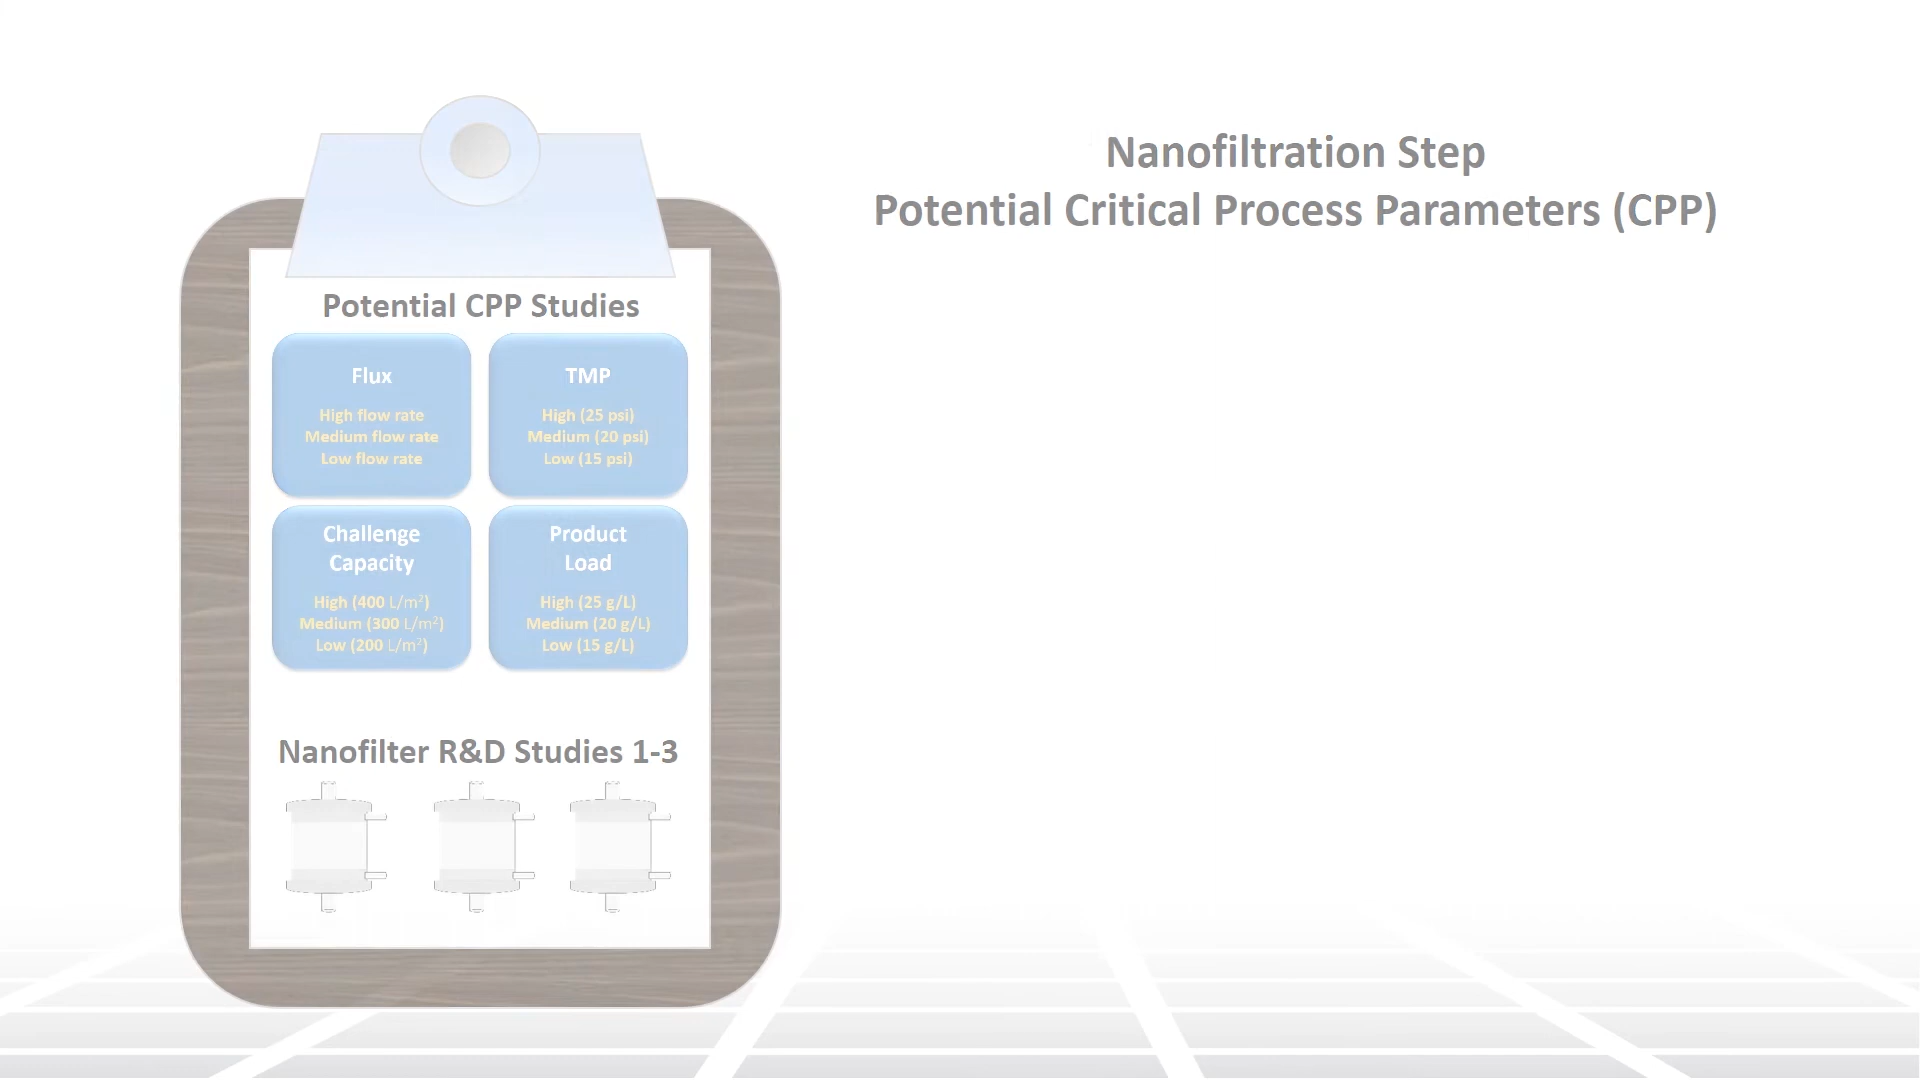 Nanofiltration Step
Potential Critical Process Parameters (CPP)
Potential CPP Studies
Flux
High flow rate
Medium flow rate
Low flow rate
TMP
High (25 psi)
Medium (20 psi)
Low (15 psi)
Challenge
Capacity
High (400 L/m²)
Medium (300 L/m²)
Low (200 L/m²)
Product
Load
High (25 g/L)
Medium (20 g/L)
Low (15 g/L)
Nanofilter R&D Studies 1-3